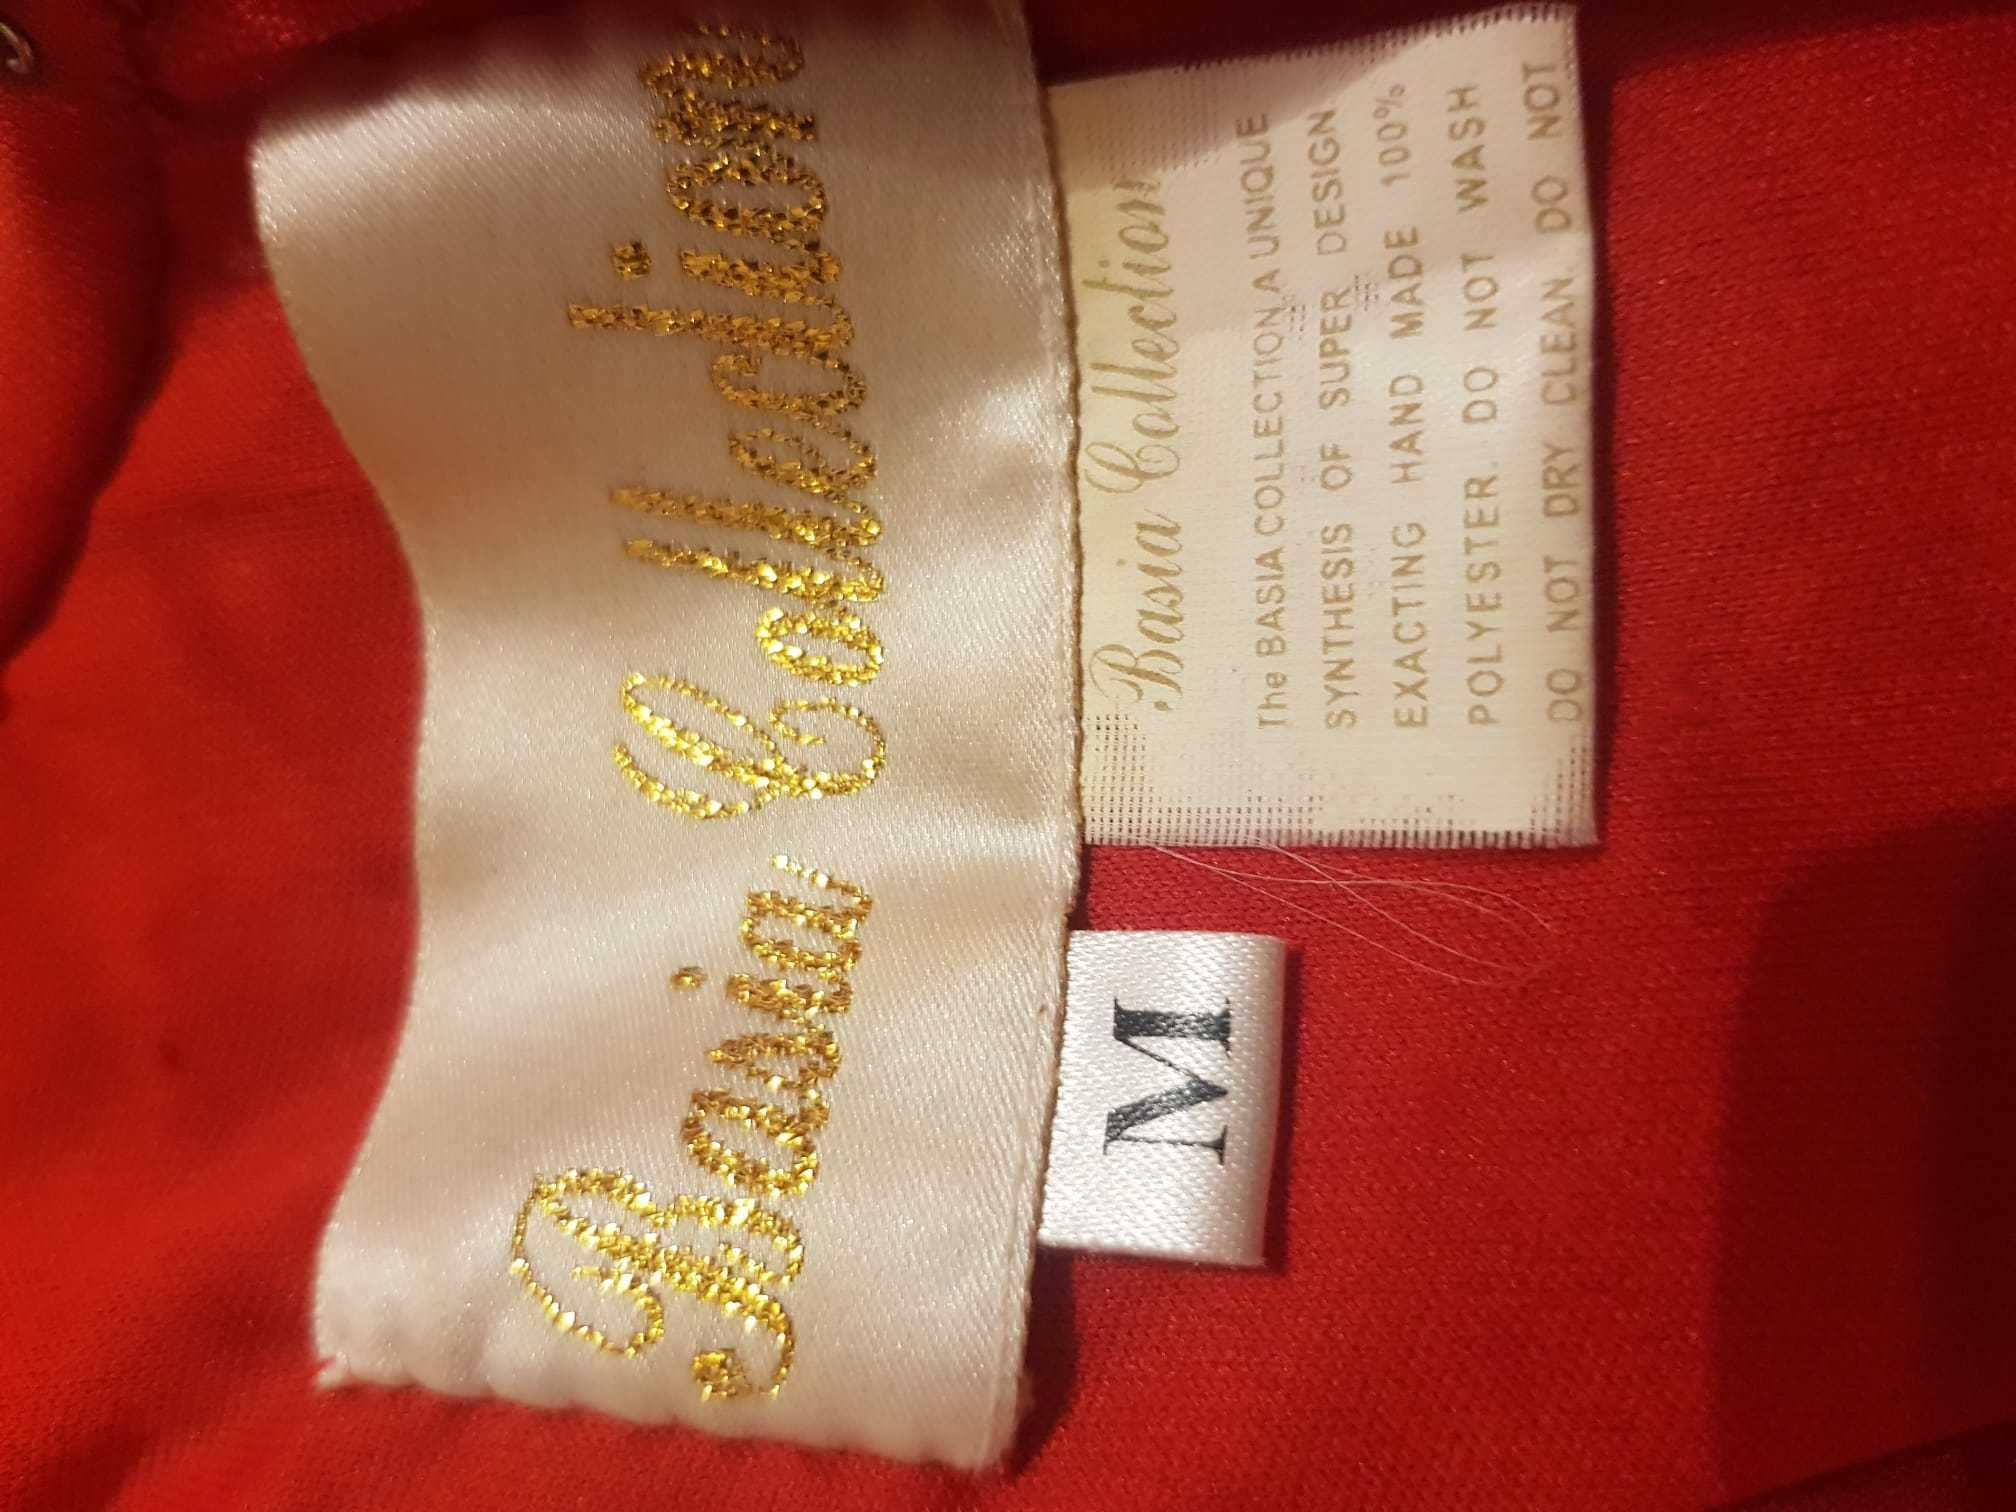 Basia Collection
Basia Collection
The BASIA COLLECTION, A UNIQUE
SYNTHESIS OF SUPER DESIGN
EXACTING HAND MADE 100%
POLYESTER. DO NOT WASH
DO NOT DRY CLEAN. DO NOT
M